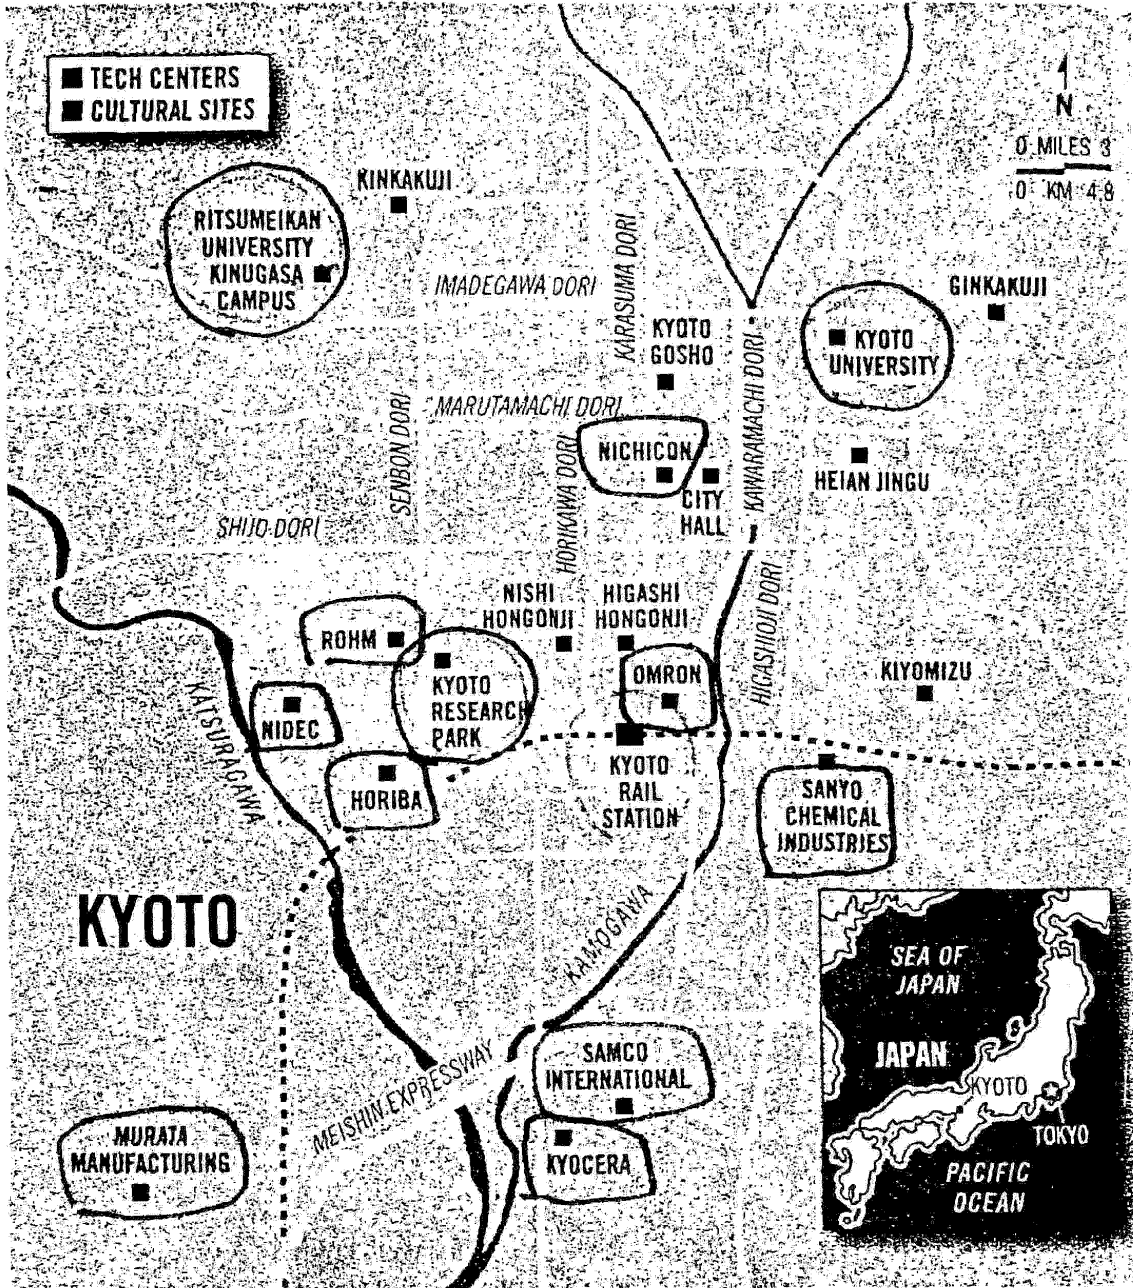 TECH CENTERS
CULTURAL SITES
N
0 MILES 3
0 KM 4.8
KINKAKUJI
RITSUMEIKAN
UNIVERSITY
KINUGASA
CAMPUS
IMADEGAWA DORI
KARASUMA DORI
GINKAKUJI
KYOTO
GOSHO
KYOTO
UNIVERSITY
KAWARAMACHI DORI
MARUTAMACHI DORI
SENBON DORI
NICHICON
HORIKAWA DORI
CITY
HALL
HEIAN JINGU
SHIJO DORI
NISHI
HONGONJI
HIGASHI
HONGONJI
HIGASHIOJI DORI
ROHM
KYOTO
RESEARCH
PARK
OMRON
KIYOMIZU
KATSURAGAWA
NIDEC
HORIBA
KYOTO
RAIL
STATION
SANYO
CHEMICAL
INDUSTRIES
KYOTO
KAMOGAWA
SEA OF
JAPAN
JAPAN
KYOTO
TOKYO
PACIFIC
OCEAN
MEISHIN EXPRESSWAY
SAMCO
INTERNATIONAL
MURATA
MANUFACTURING
KYOCERA